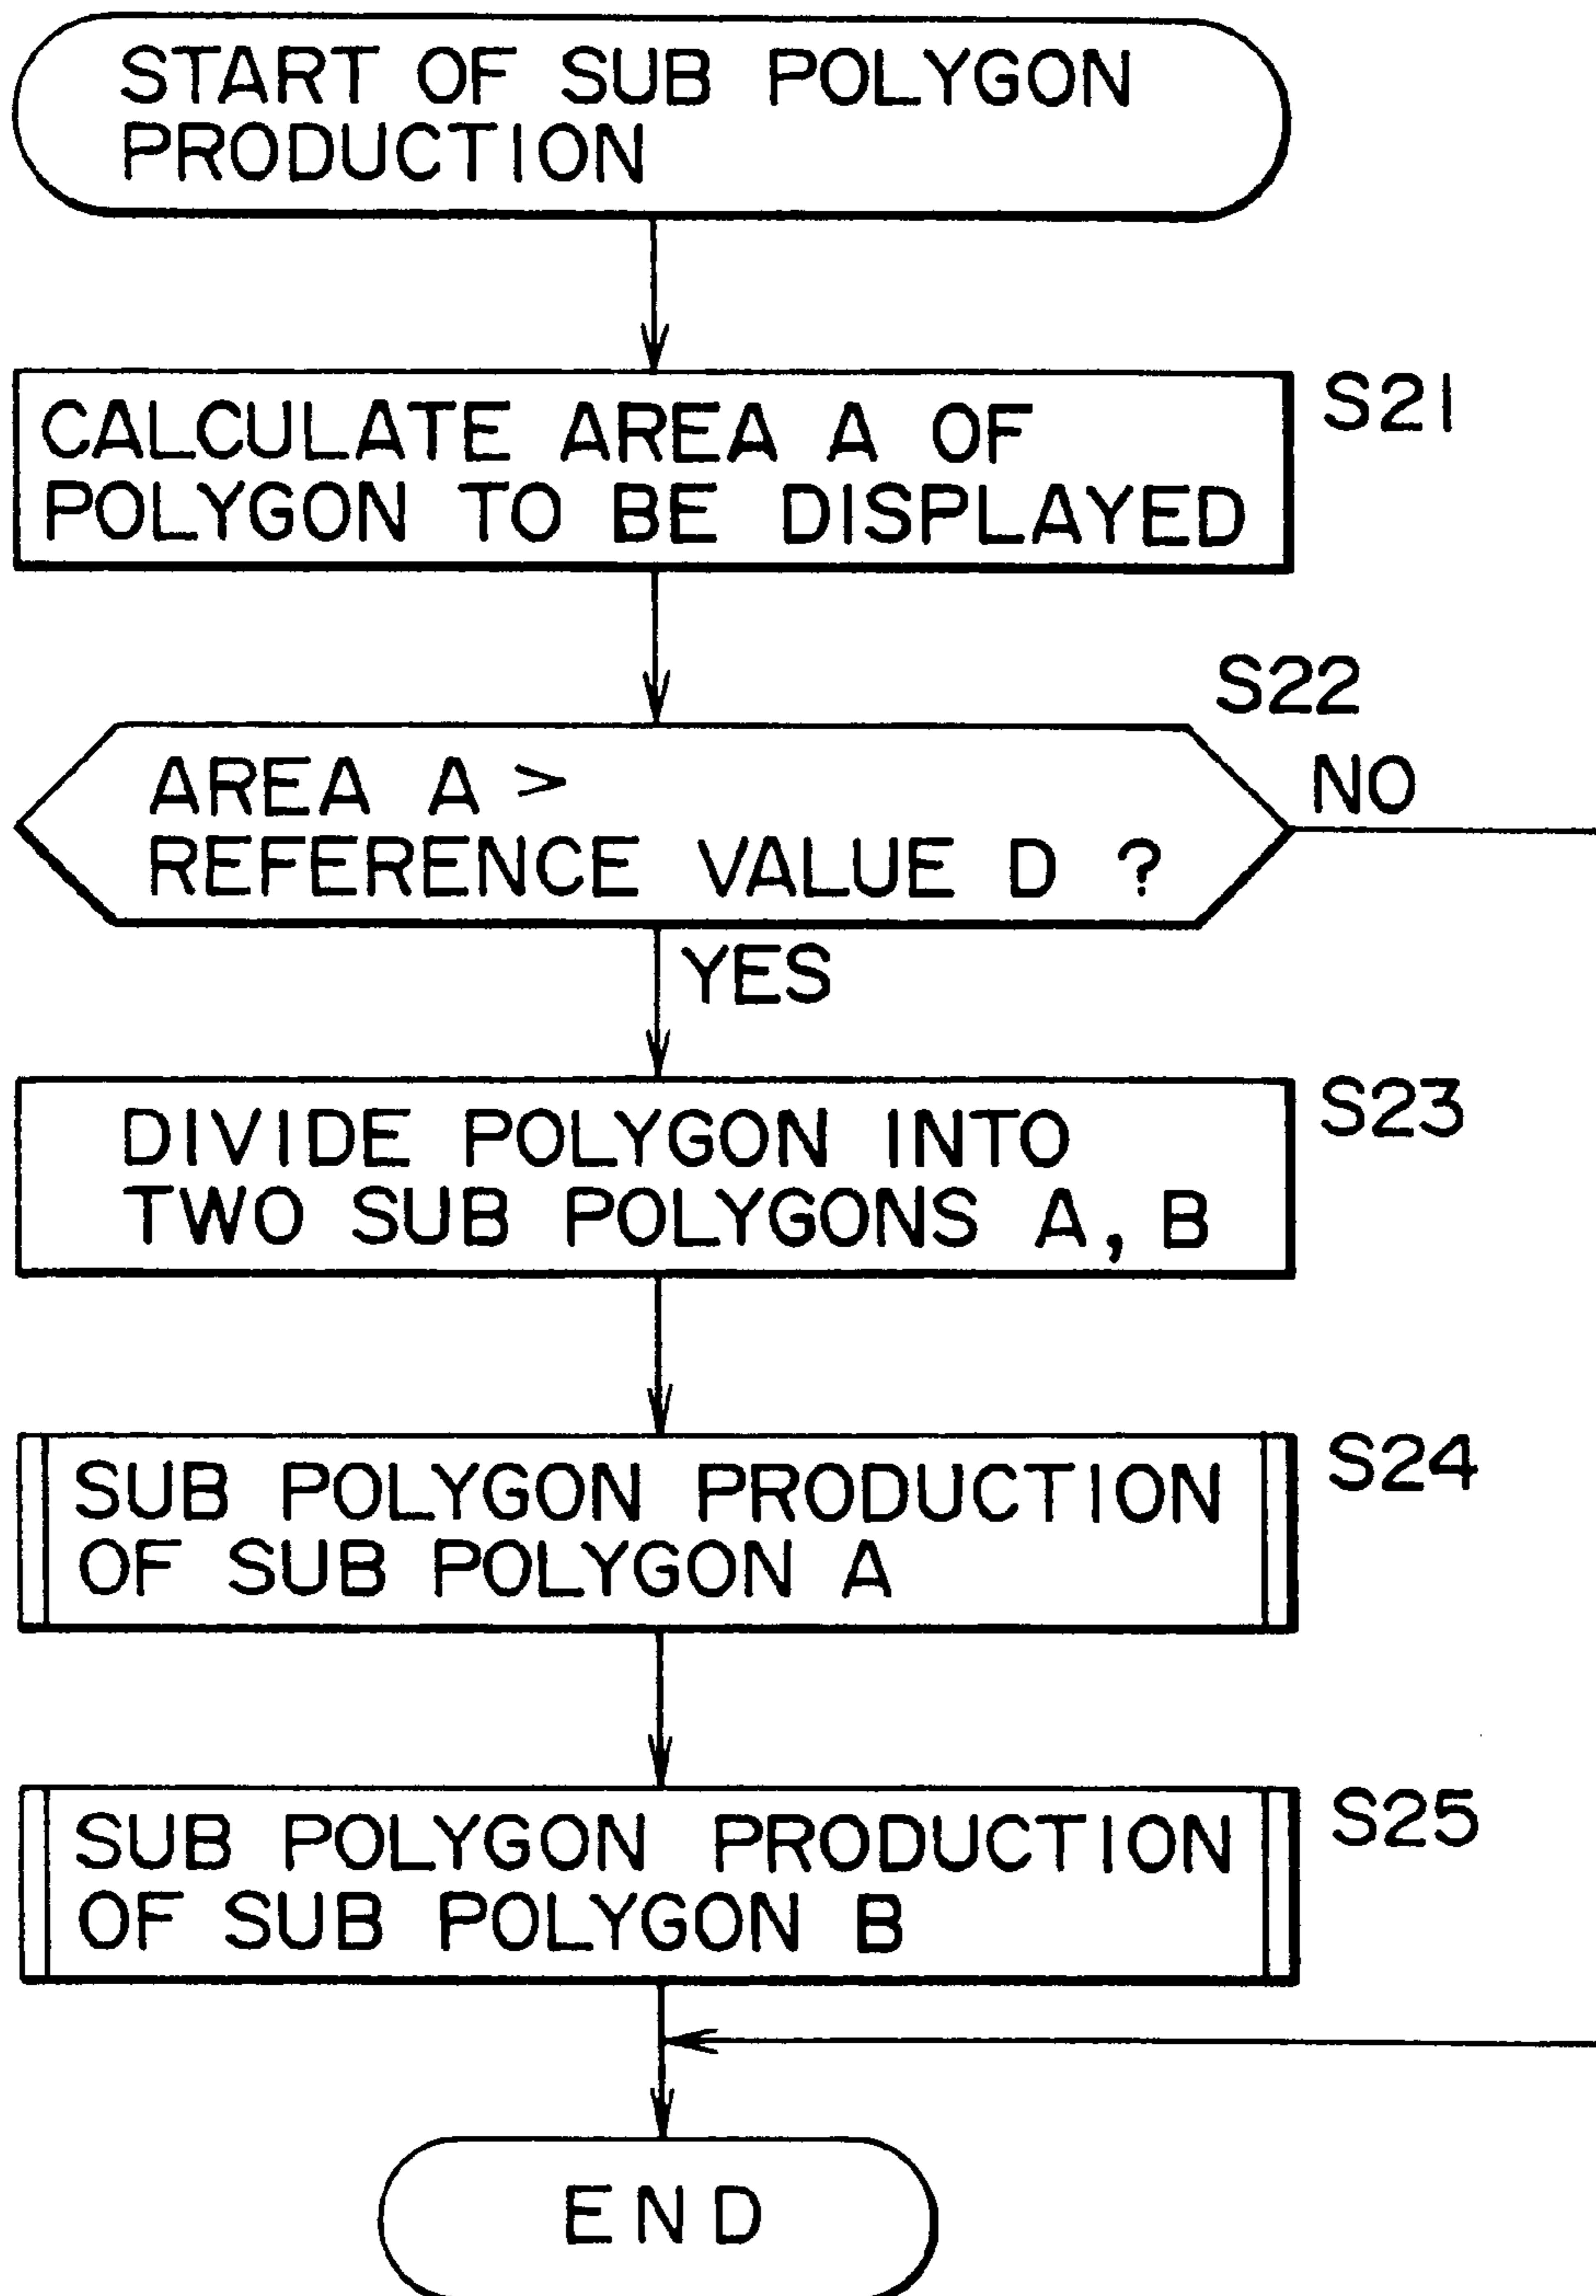 START OF SUB POLYGON
PRODUCTION
CALCULATE AREA A OF
POLYGON TO BE DISPLAYED
S21
S22
AREA A >
REFERENCE VALUE D ?
NO
YES
DIVIDE POLYGON INTO
TWO SUB POLYGONS A, B
S23
SUB POLYGON PRODUCTION
OF SUB POLYGON A
S24
SUB POLYGON PRODUCTION
OF SUB POLYGON B
S25
END